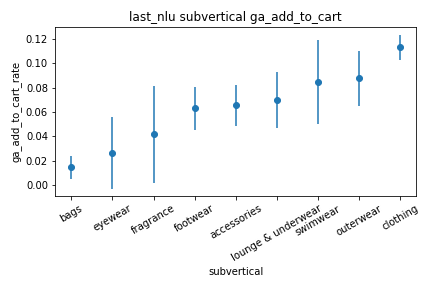 last_nlu subvertical ga_add_to_cart
ga_add_to_cart_rate
0.12
0.10
0.08
0.06
0.04
0.02
0.00
bags
eyewear
fragrance
footwear
accessories
lounge & underwear
swimwear
outerwear
clothing
subvertical